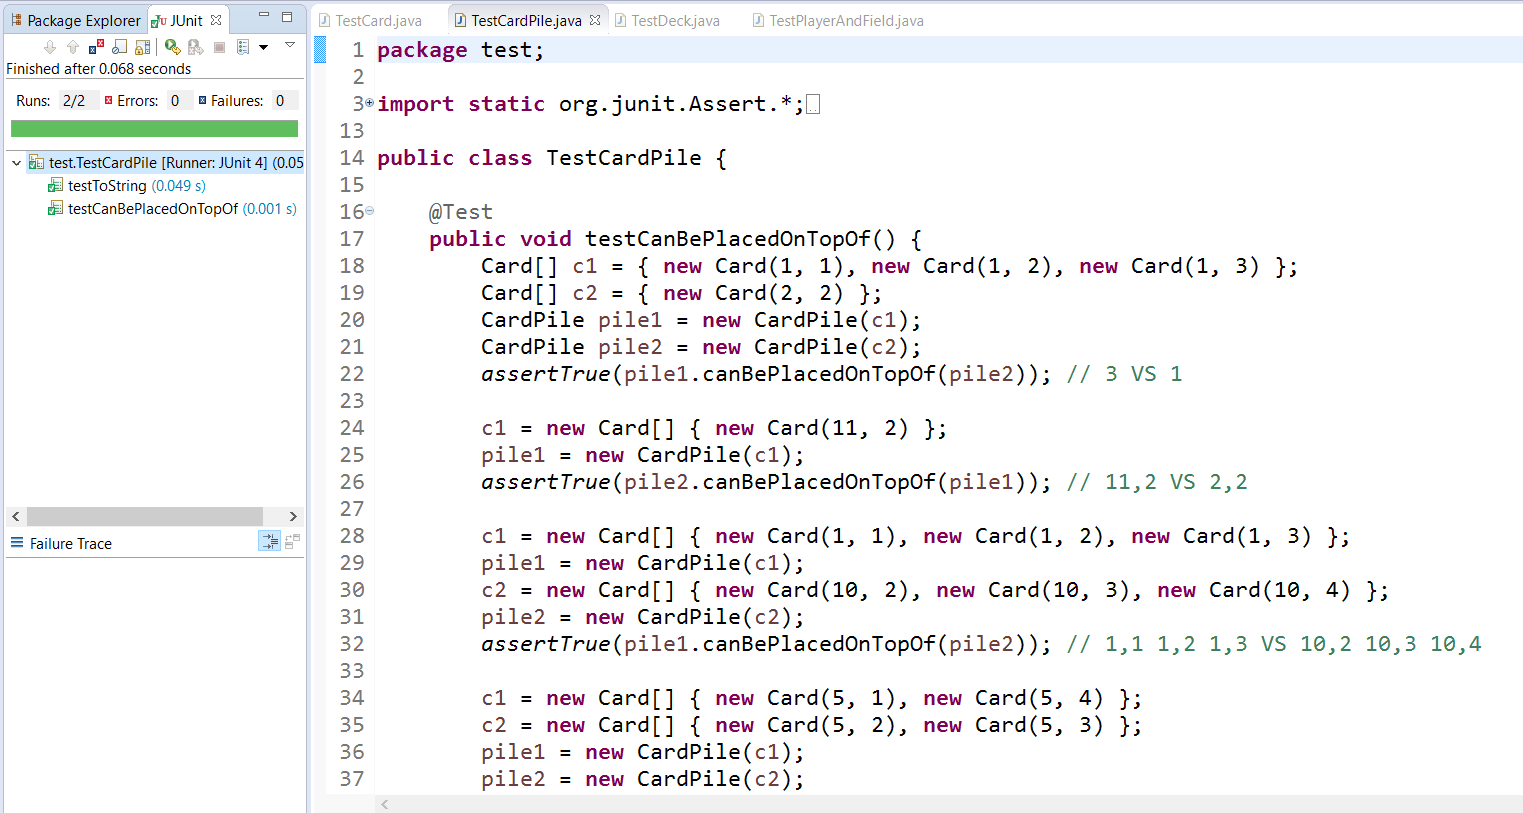 Package Explorer JUnit
Finished after 0.068 seconds
Runs: 2/2 Errors: 0 Failures: 0
test.TestCardPile [Runner: JUnit 4] (0.05
testToString (0.049 s)
testCanBePlacedOnTopOf (0.001 s)
Failure Trace
TestCard.java TestCardPile.java TestDeck.java TestPlayerAndField.java
1 package test;
2
3 import static org.junit.Assert.*;
13
14 public class TestCardPile {
15
16 @Test
17 public void testCanBePlacedOnTopOf() {
18 Card[] c1 = { new Card(1, 1), new Card(1, 2), new Card(1, 3) };
19 Card[] c2 = { new Card(2, 2) };
20 CardPile pile1 = new CardPile(c1);
21 CardPile pile2 = new CardPile(c2);
22 assertTrue(pile1.canBePlacedOnTopOf(pile2)); // 3 VS 1
23
24 c1 = new Card[] { new Card(11, 2) };
25 pile1 = new CardPile(c1);
26 assertTrue(pile2.canBePlacedOnTopOf(pile1)); // 11,2 VS 2,2
27
28 c1 = new Card[] { new Card(1, 1), new Card(1, 2), new Card(1, 3) };
29 pile1 = new CardPile(c1);
30 c2 = new Card[] { new Card(10, 2), new Card(10, 3), new Card(10, 4) };
31 pile2 = new CardPile(c2);
32 assertTrue(pile1.canBePlacedOnTopOf(pile2)); // 1,1 1,2 1,3 VS 10,2 10,3 10,4
33
34 c1 = new Card[] { new Card(5, 1), new Card(5, 4) };
35 c2 = new Card[] { new Card(5, 2), new Card(5, 3) };
36 pile1 = new CardPile(c1);
37 pile2 = new CardPile(c2);